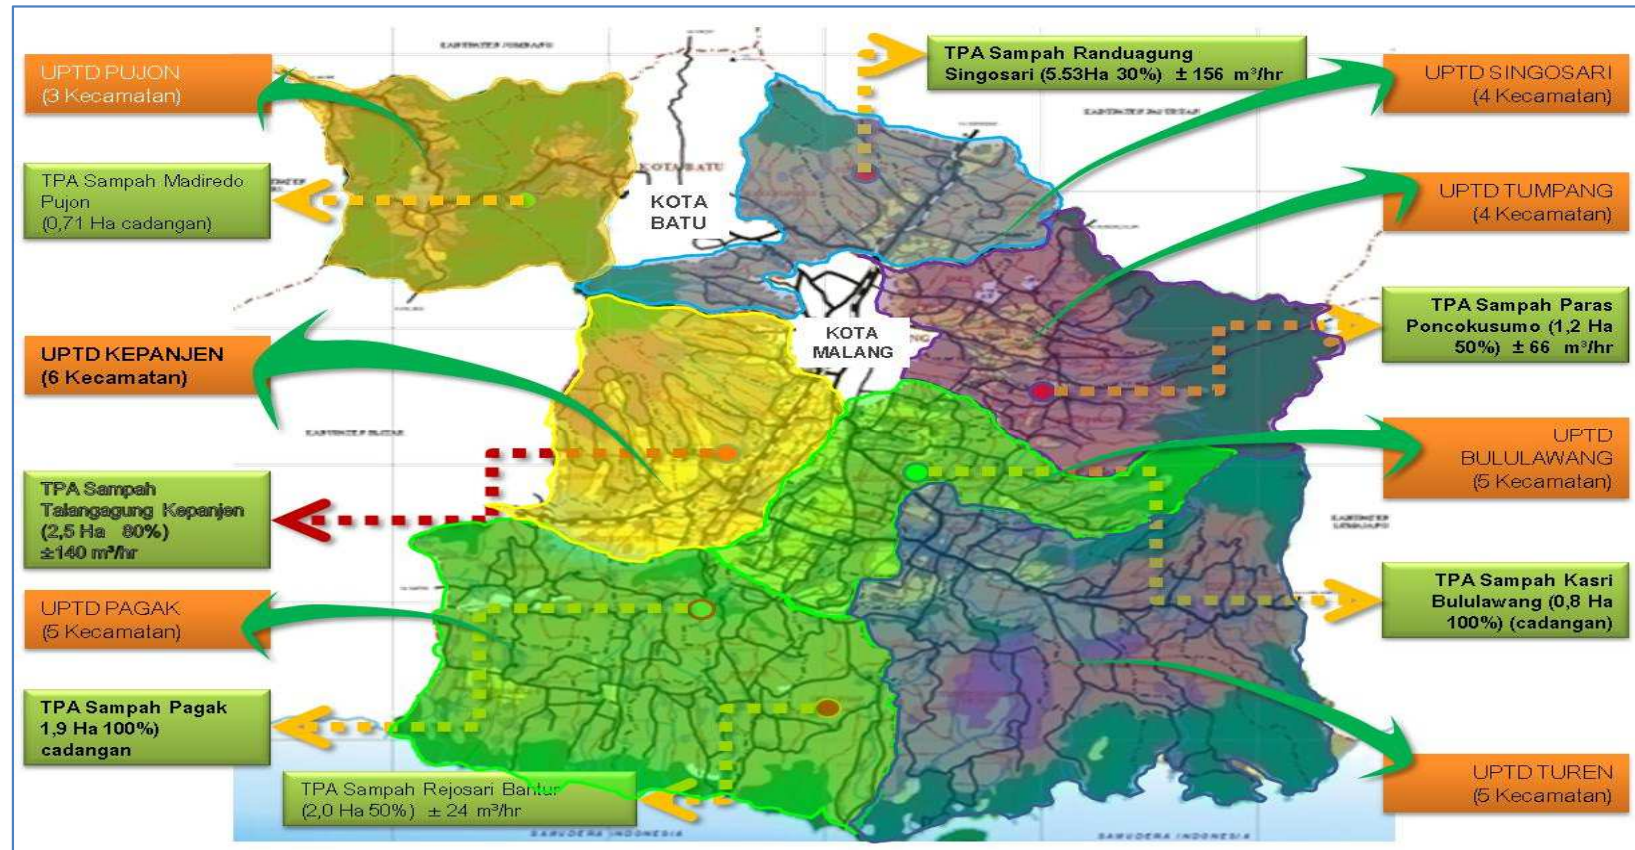 UPTD PUJON
(3 Kecamatan)
TPA Sampah Madiredo
Pujon
(0,71 Ha cadangan)
UPTD KEPANJEN
(6 Kecamatan)
TPA Sampah
Talangagung Kepanjen
(2,5 Ha 80%)
±140 m³/hr
UPTD PAGAK
(5 Kecamatan)
TPA Sampah Pagak
1,9 Ha 100%)
cadangan
TPA Sampah Rejosari Bantur
(2,0 Ha 50%) ± 24 m³/hr
KOTA BATU
KOTA
BATU
KOTA
MALANG
TPA Sampah Randuagung
Singosari (5.53Ha 30%) ± 156 m³/hr
UPTD SINGOSARI
(4 Kecamatan)
UPTD TUMPANG
(4 Kecamatan)
TPA Sampah Paras
Poncokusumo (1,2 Ha
50%) ± 66 m³/hr
UPTD
BULULAWANG
(5 Kecamatan)
TPA Sampah Kasri
Bululawang (0,8 Ha
100%) (cadangan)
UPTD TUREN
(5 Kecamatan)
SAMUDERA INDONESIA
SAMUDERA INDONESIA